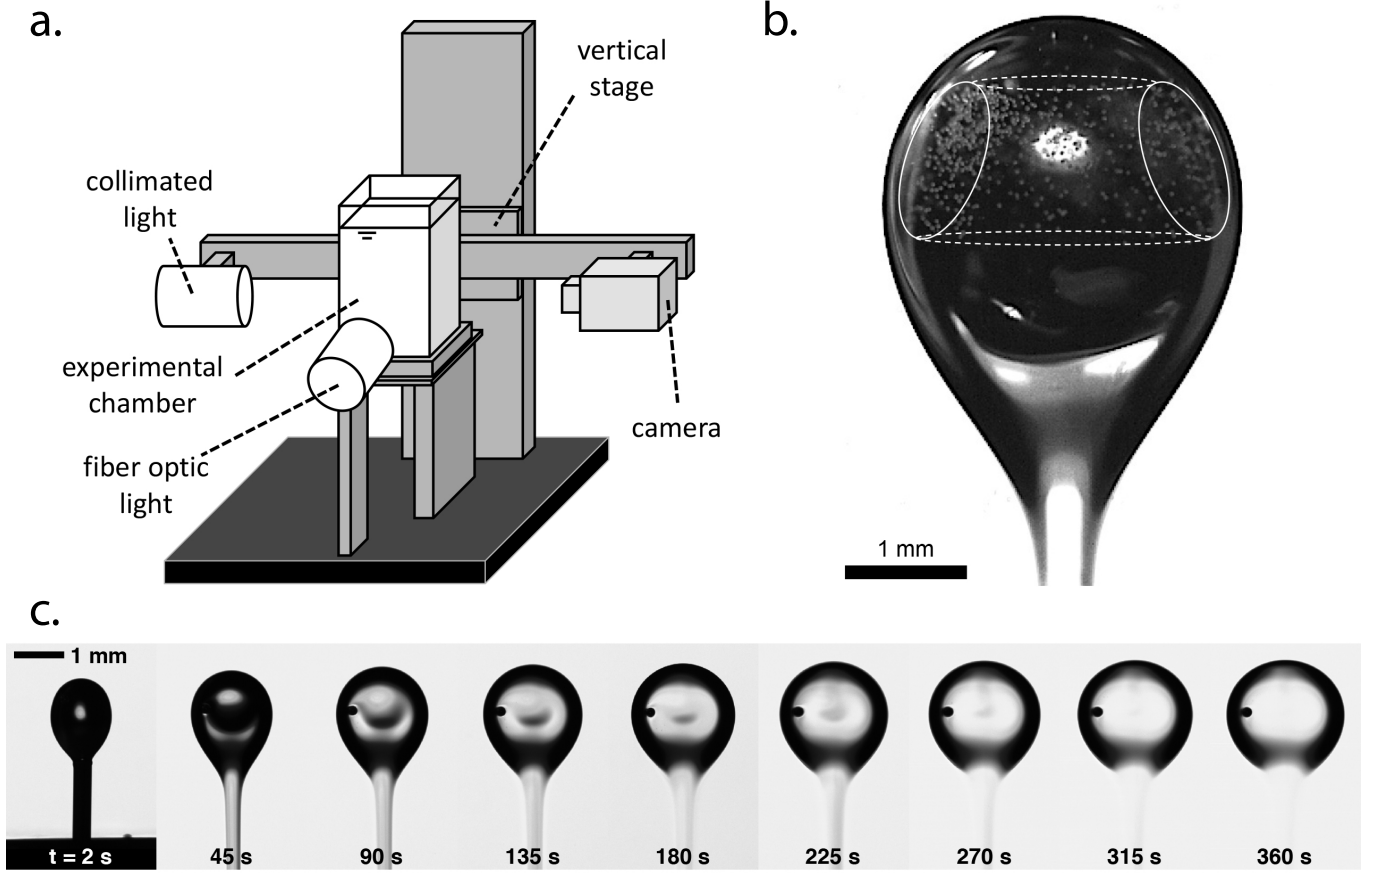 a.
vertical
stage
collimated
light
experimental
chamber
fiber optic
light
camera
b.
1 mm
c.
1 mm
t = 2 s
45 s
90 s
135 s
180 s
225 s
270 s
315 s
360 s